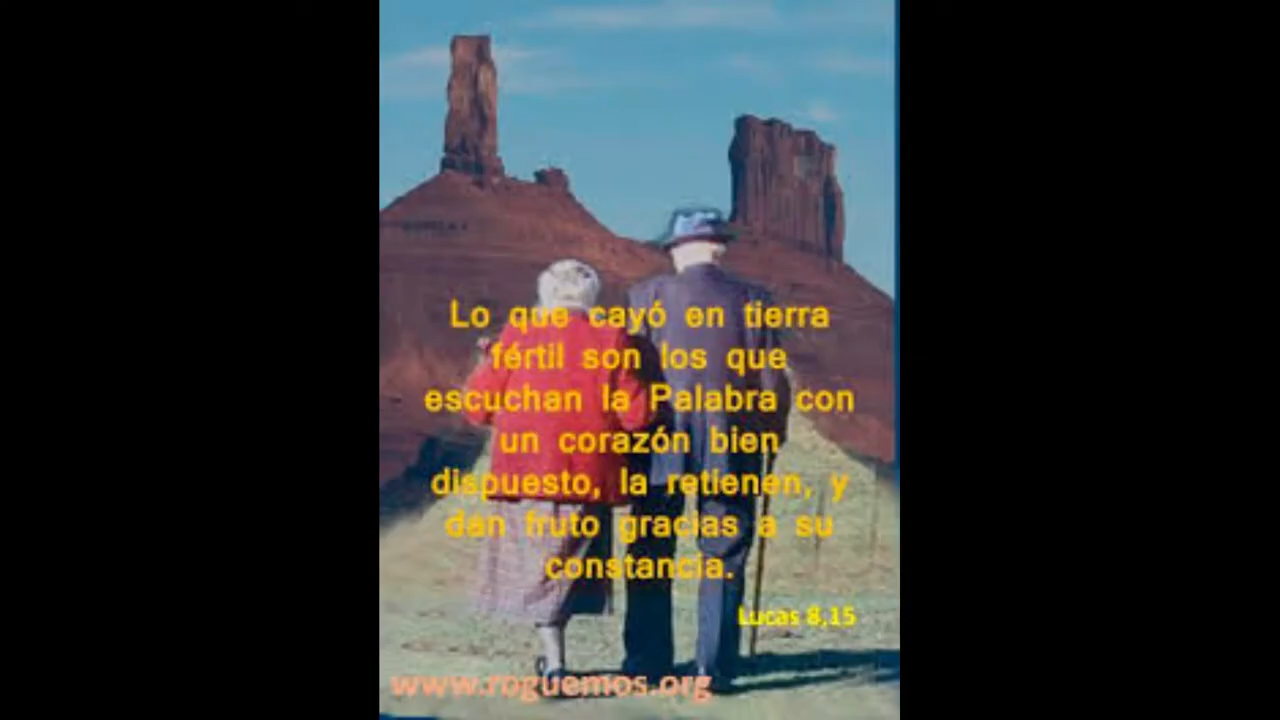 Lo que cayó en tierra
fértil son los que
escuchan la Palabra con
un corazón bien
dispuesto, la retienen, y
dan fruto gracias a su
constancia.
Lucas 8,15
www.roguemos.org